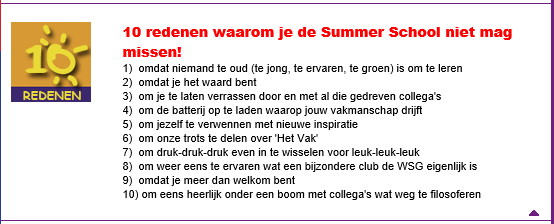 10
REDENEN
10 redenen waarom je de Summer School niet mag
missen!
1) omdat niemand te oud (te jong, te ervaren, te groen) is om te leren
2) omdat je het waard bent
3) om je te laten verrassen door en met al die gedreven collega's
4) om de batterij op te laden waarop jouw vakmanschap drijft
5) om jezelf te verwennen met nieuwe inspiratie
6) om onze trots te delen over 'Het Vak'
7) om druk-druk-druk even in te wisselen voor leuk-leuk-leuk
8) om weer eens te ervaren wat een bijzondere club de WSG eigenlijk is
9) omdat je meer dan welkom bent
10) om eens heerlijk onder een boom met collega's wat weg te filosoferen